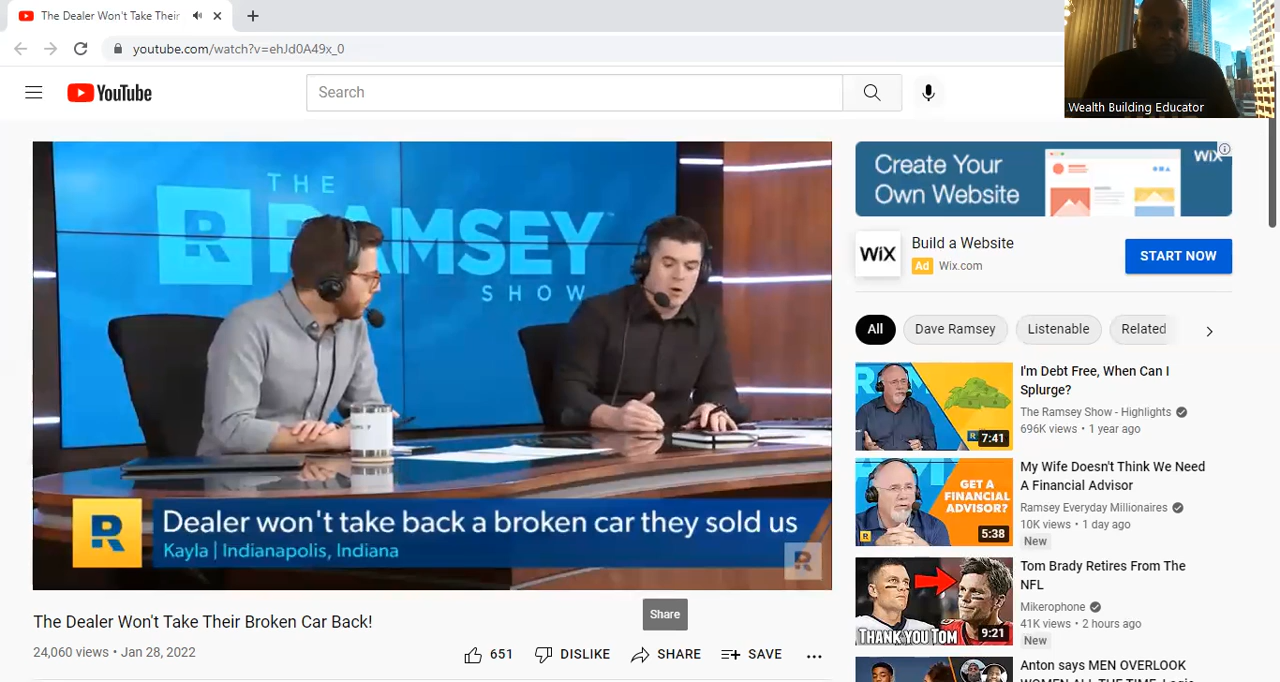 The Dealer Won't Take Their
youtube.com/watch?v=ehJd0A49x_0
YouTube
Search
Wealth Building Educator
THE
RAMSEY
SHOW
R
Dealer won't take back a broken car they sold us
Kayla | Indianapolis, Indiana
R
R
The Dealer Won't Take Their Broken Car Back!
Share
24,060 views • Jan 28, 2022
651
DISLIKE
SHARE
SAVE
Create Your
Own Website
WiX
WiX
Build a Website
Ad Wix.com
START NOW
All
Dave Ramsey
Listenable
Related
I'm Debt Free, When Can I
Splurge?
The Ramsey Show - Highlights
696K views • 1 year ago
7:41
My Wife Doesn't Think We Need
A Financial Advisor
Ramsey Everyday Millionaires
10K views • 1 day ago
New
GET A
FINANCIAL
ADVISOR?
5:38
Tom Brady Retires From The
NFL
Mikerophone
41K views • 2 hours ago
New
THANK YOU TOM
9:21
Anton says MEN OVERLOOK